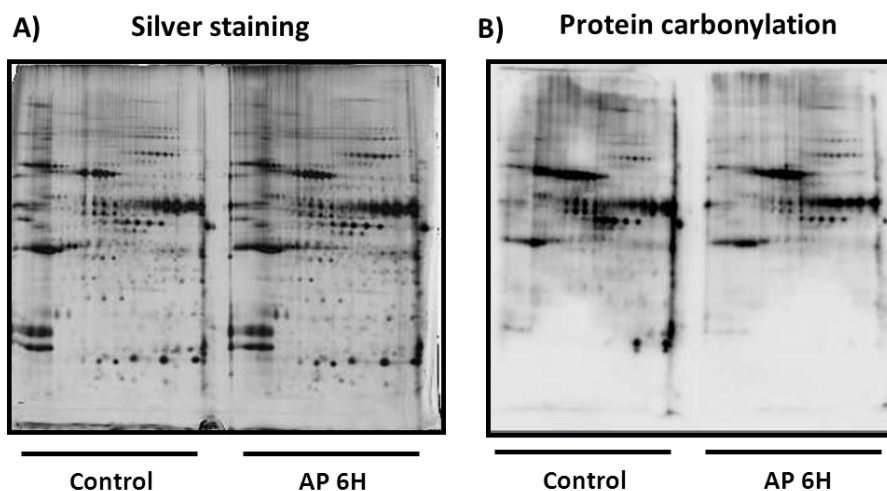 A) Silver staining
B) Protein carbonylation
Control
AP 6H
Control
AP 6H